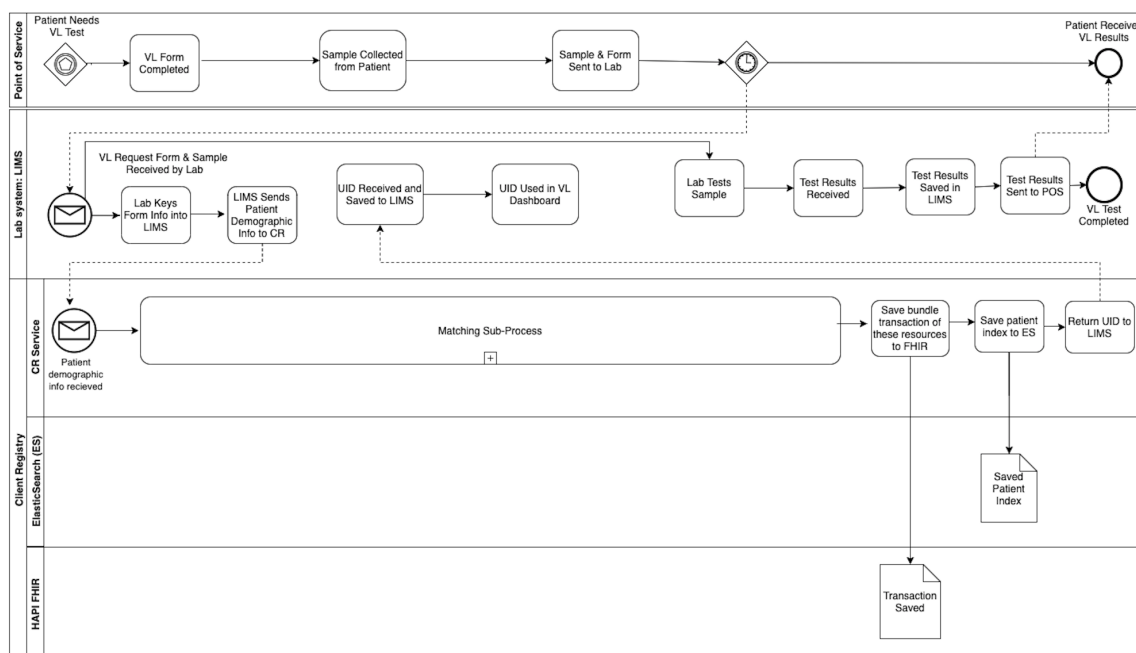 Point of Service
Patient Needs
VL Test
VL Form
Completed
Sample Collected
from Patient
Sample & Form
Sent to Lab
Patient Receive
VL Results
Lab system: LIMS
VL Request Form & Sample
Received by Lab
Lab Keys
Form Info into
LIMS
LIMS Sends
Patient
Demographic
Info to CR
UID Received and
Saved to LIMS
UID Used in VL
Dashboard
Lab Tests
Sample
Test Results
Received
Test Results
Saved in
LIMS
Test Results
Sent to POS
VL Test
Completed
Client Registry
CR Service
Patient
demographic
info recieved
Matching Sub-Process
Save bundle
transaction of
these resources
to FHIR
Save patient
index to ES
Return UID to
LIMS
ElasticSearch (ES)
Saved
Patient
Index
HAPI FHIR
Transaction
Saved